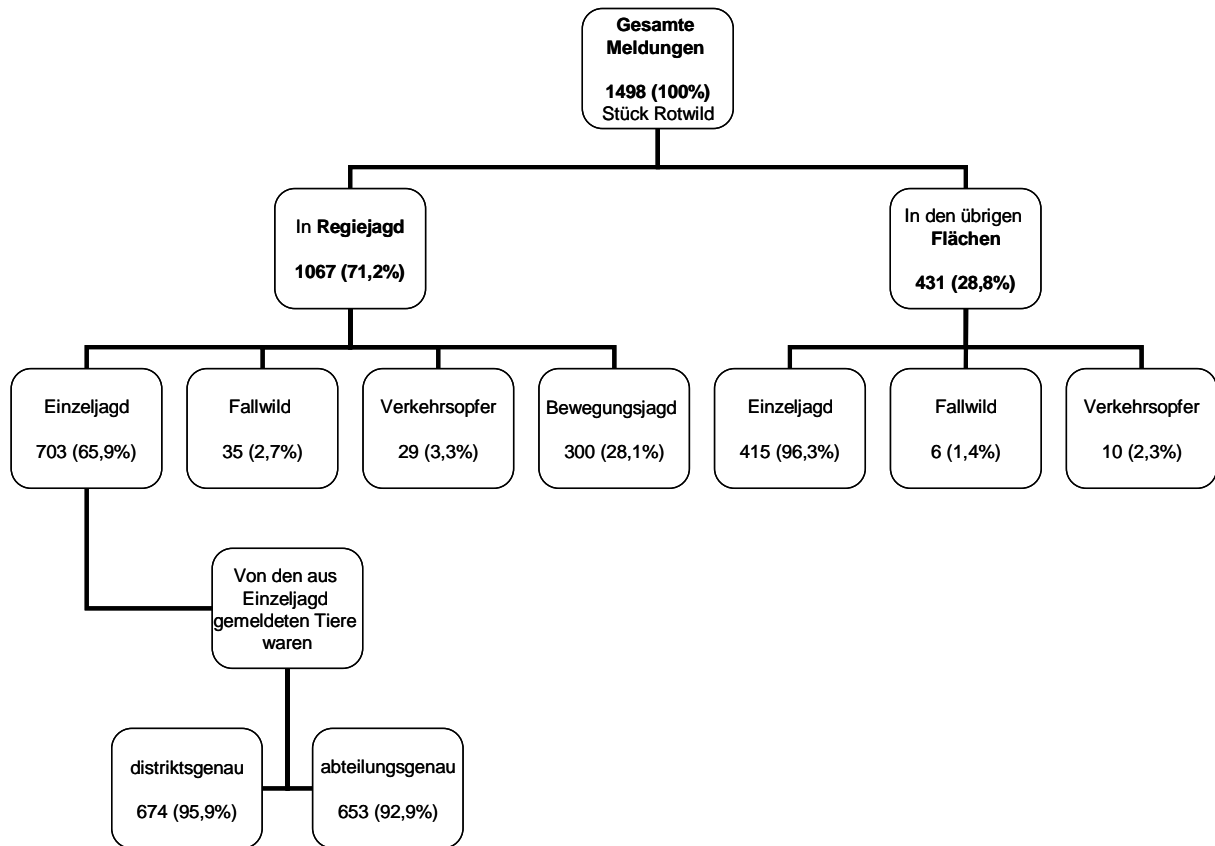 Gesamte
Meldungen
1498 (100%)
Stück Rotwild
In Regiejagd
1067 (71,2%)
In den übrigen
Flächen
431 (28,8%)
Einzeljagd
703 (65,9%)
Fallwild
35 (2,7%)
Verkehrsopfer
29 (3,3%)
Bewegungsjagd
300 (28,1%)
Einzeljagd
415 (96,3%)
Fallwild
6 (1,4%)
Verkehrsopfer
10 (2,3%)
Von den aus
Einzeljagd
gemeldeten Tiere
waren
distriktsgenau
674 (95,9%)
abteilungsgenau
653 (92,9%)